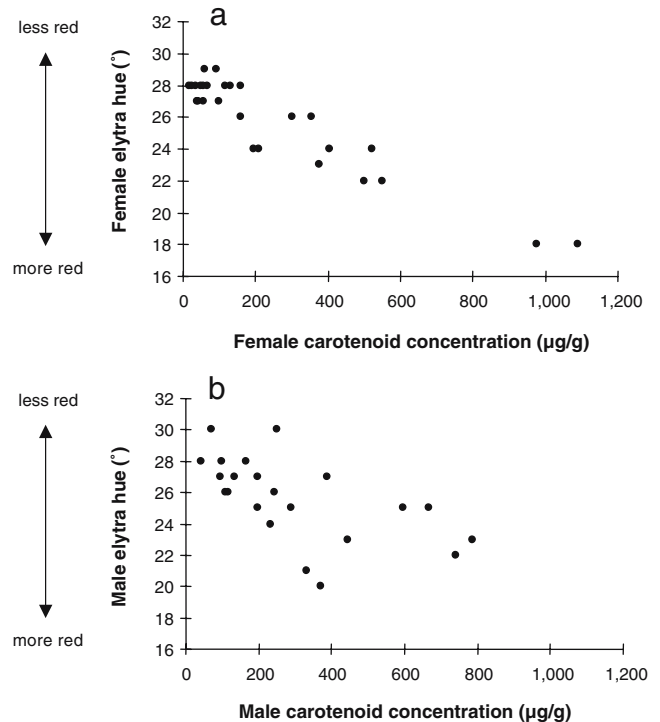 a
less red
more red
Female elytra hue (˚)
32
30
28
26
24
22
20
18
16
0 200 400 600 800 1,000 1,200
Female carotenoid concentration (µg/g)
b
less red
more red
Male elytra hue (˚)
32
30
28
26
24
22
20
18
16
0 200 400 600 800 1,000 1,200
Male carotenoid concentration (µg/g)